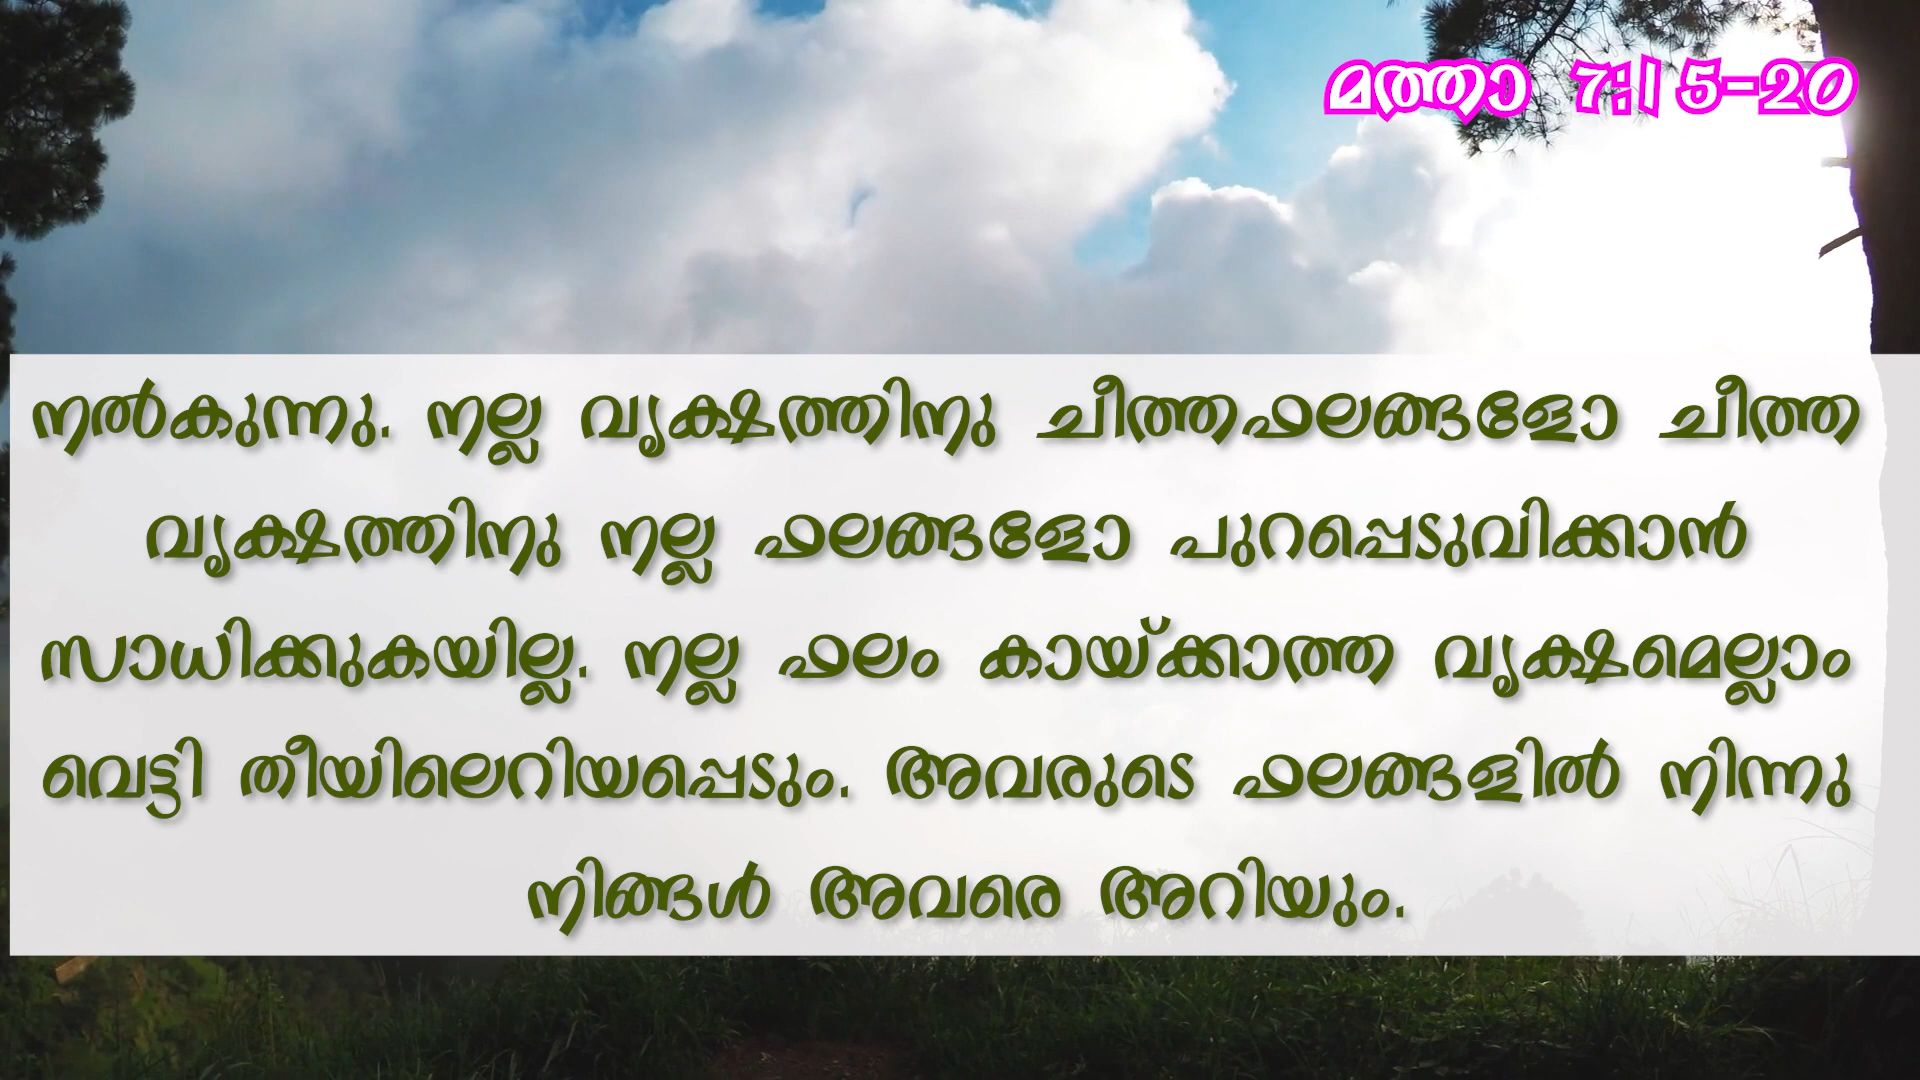 മത്താ 7:15-20
നൽകുന്നു. നല്ല വൃക്ഷത്തിനു ചീത്തഫലങ്ങളോ ചീത്ത
വൃക്ഷത്തിനു നല്ല ഫലങ്ങളോ പുറപ്പെടുവിക്കാൻ
സാധിക്കുകയില്ല. നല്ല ഫലം കായ്ക്കാത്ത വൃക്ഷമെല്ലാം
വെട്ടി തീയിലെറിയപ്പെടും. അവരുടെ ഫലങ്ങളിൽ നിന്നു
നിങ്ങൾ അവരെ അറിയും.